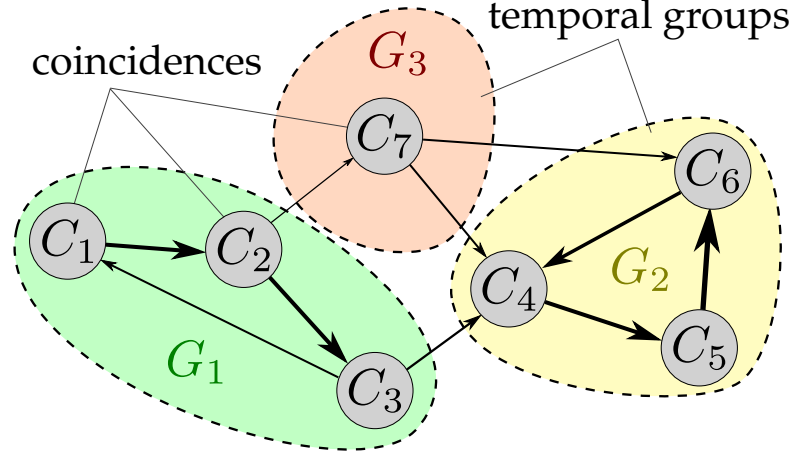 temporal groups
coincidences
G₃
C₇
C₆
C₁
C₂
G₂
C₄
C₅
G₁
C₃